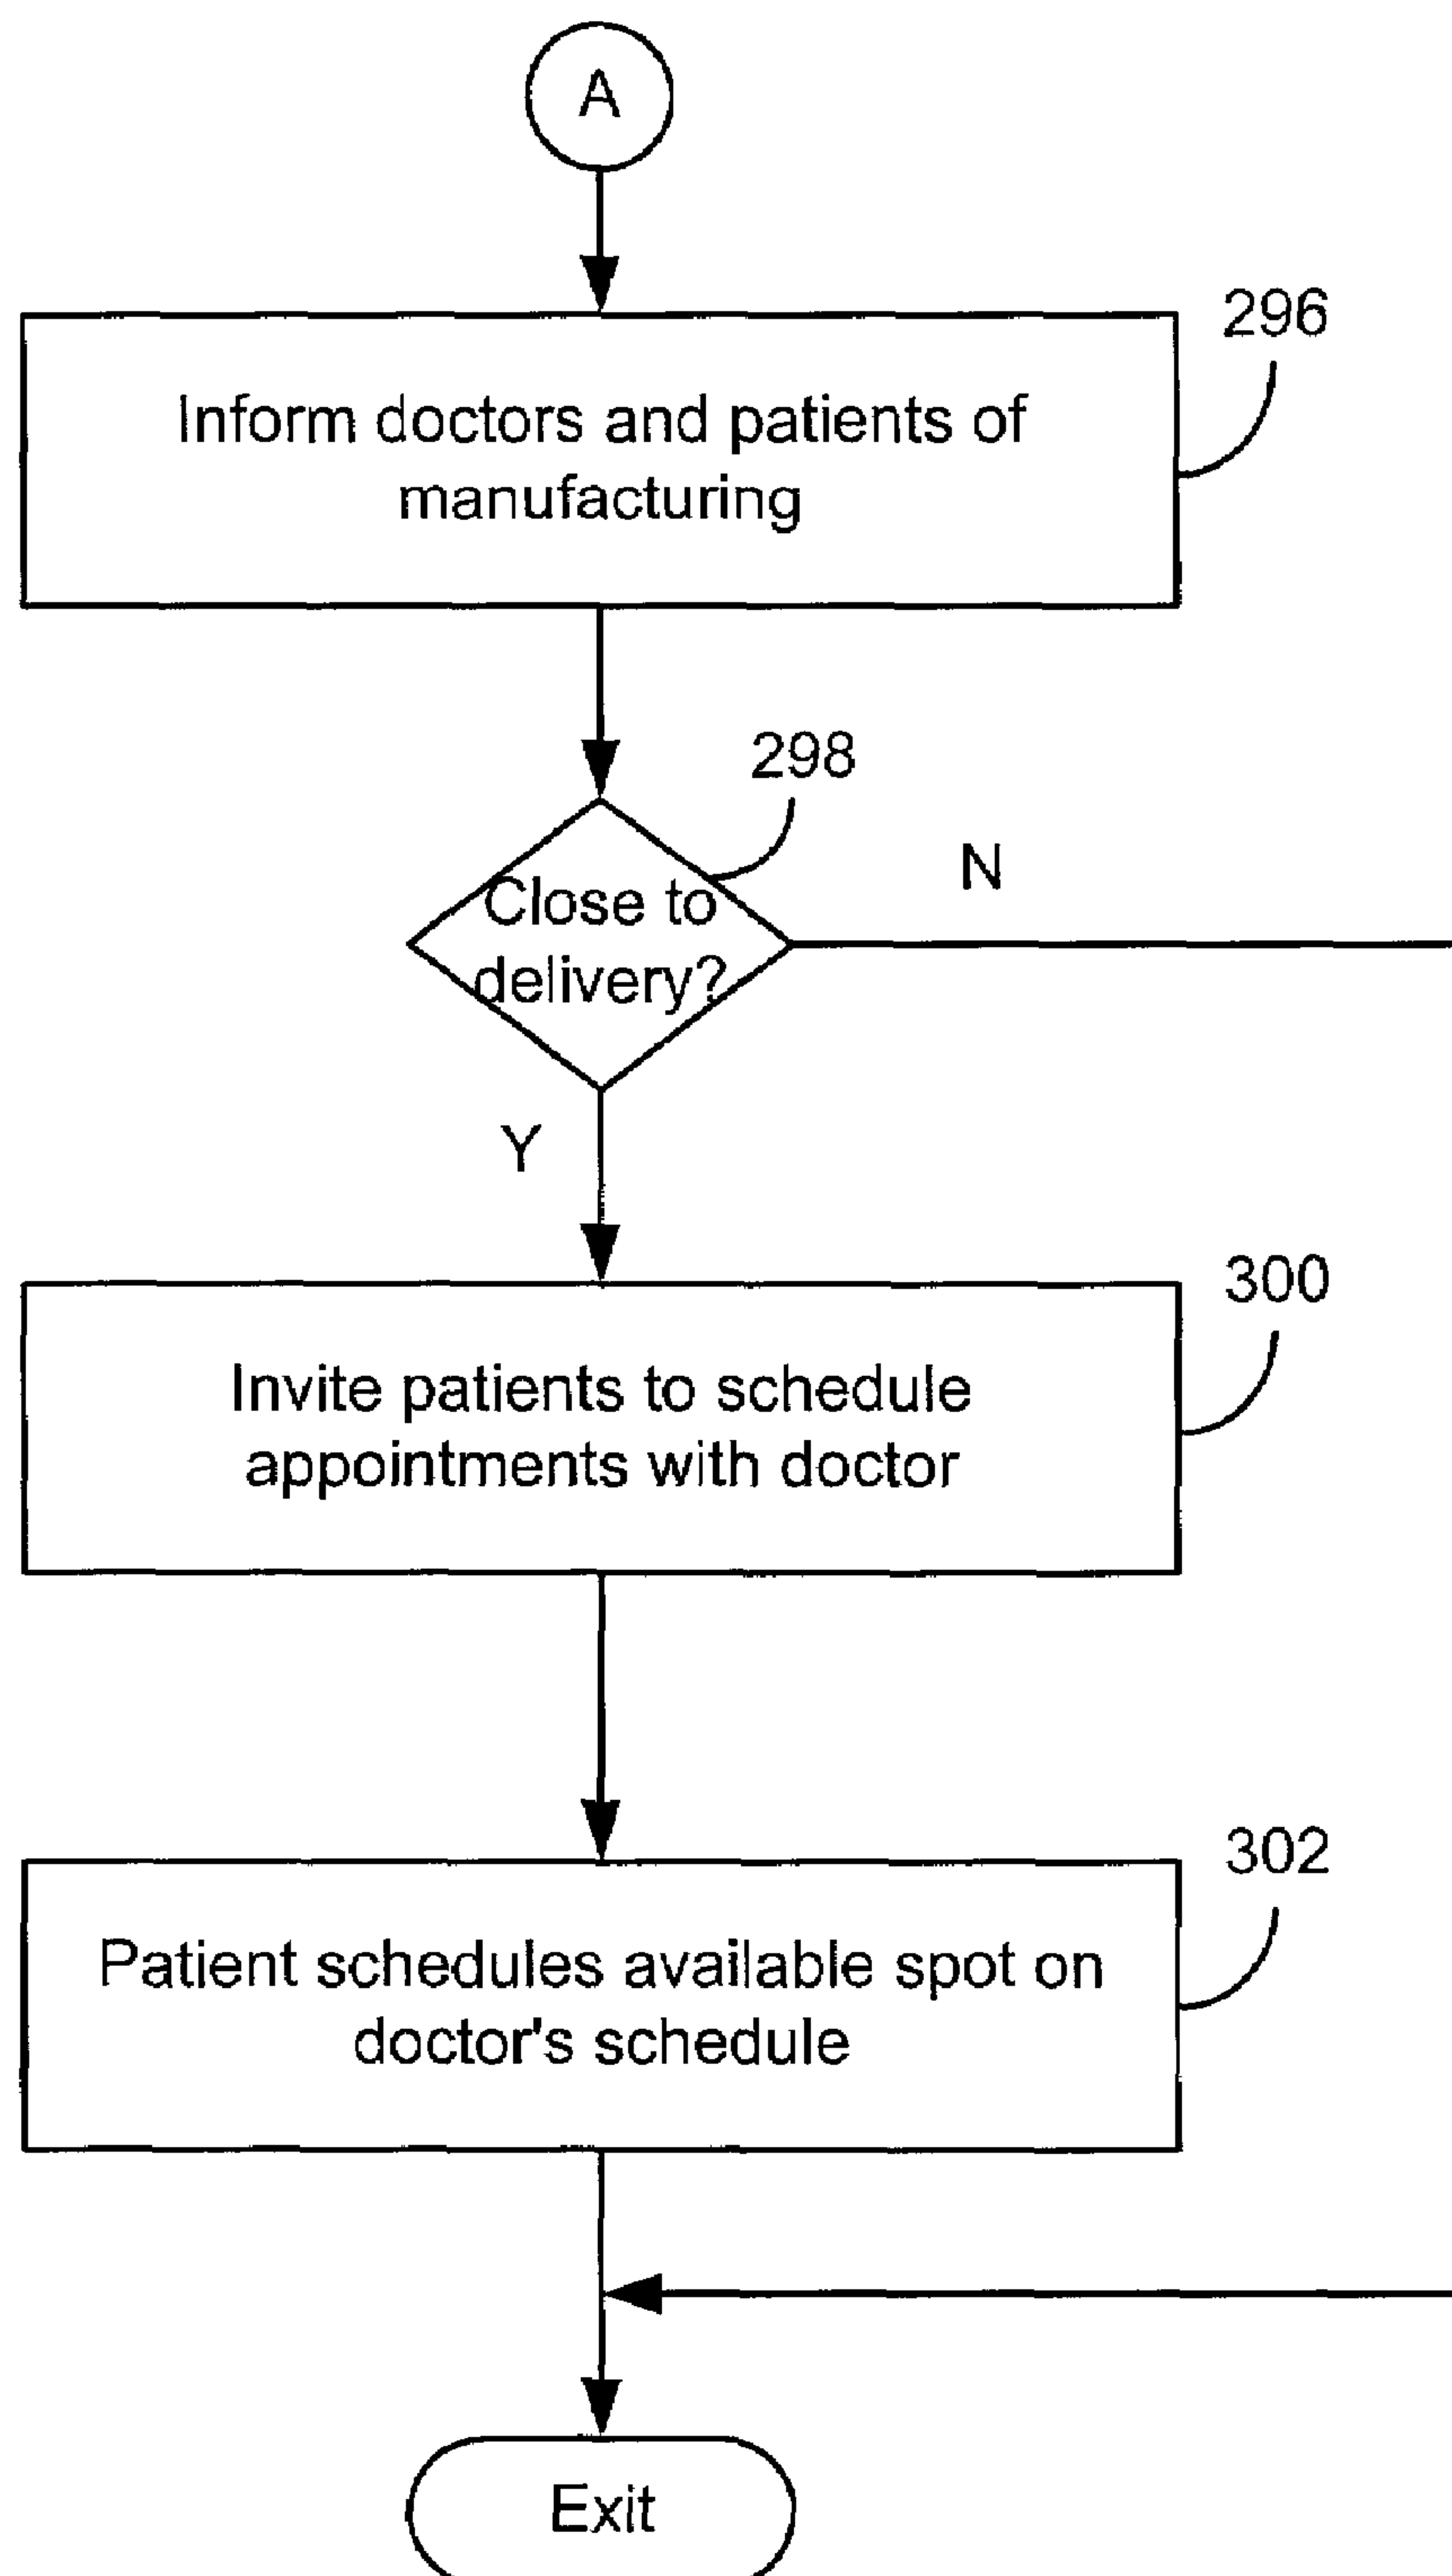 A
296
Inform doctors and patients of
manufacturing
298
N
Close to
delivery?
Y
300
Invite patients to schedule
appointments with doctor
302
Patient schedules available spot on
doctor's schedule
Exit